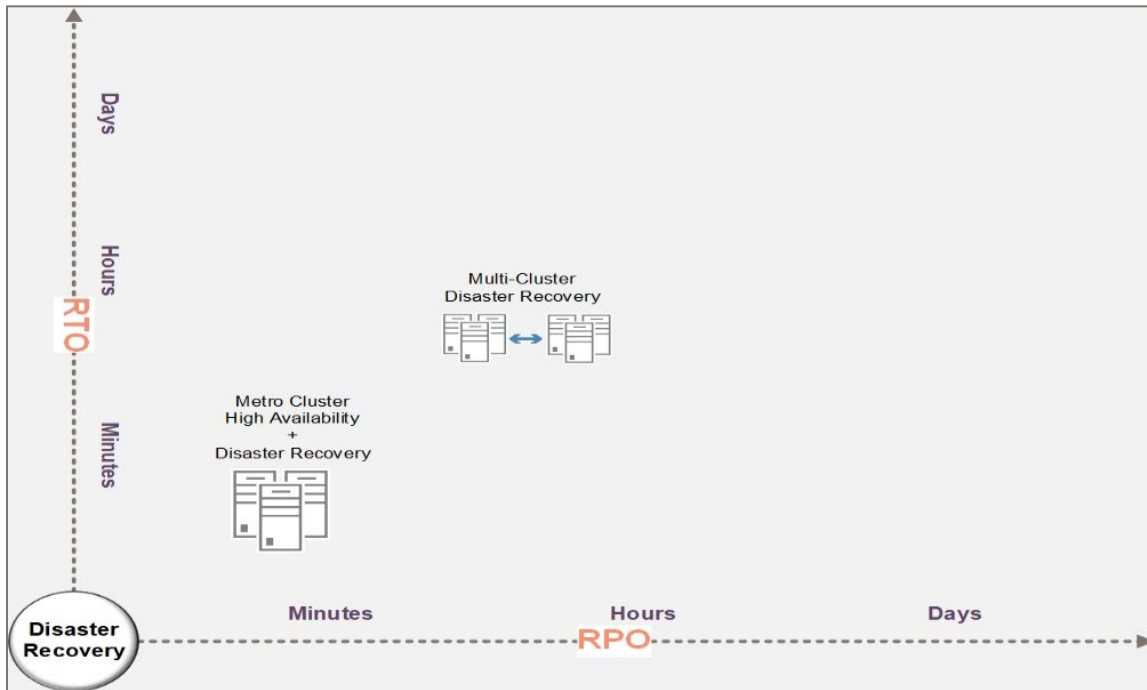 Days
Hours
RTO
Minutes
Multi-Cluster
Disaster Recovery
Metro Cluster
High Availability
+
Disaster Recovery
Minutes
Hours
Days
RPO
Disaster
Recovery